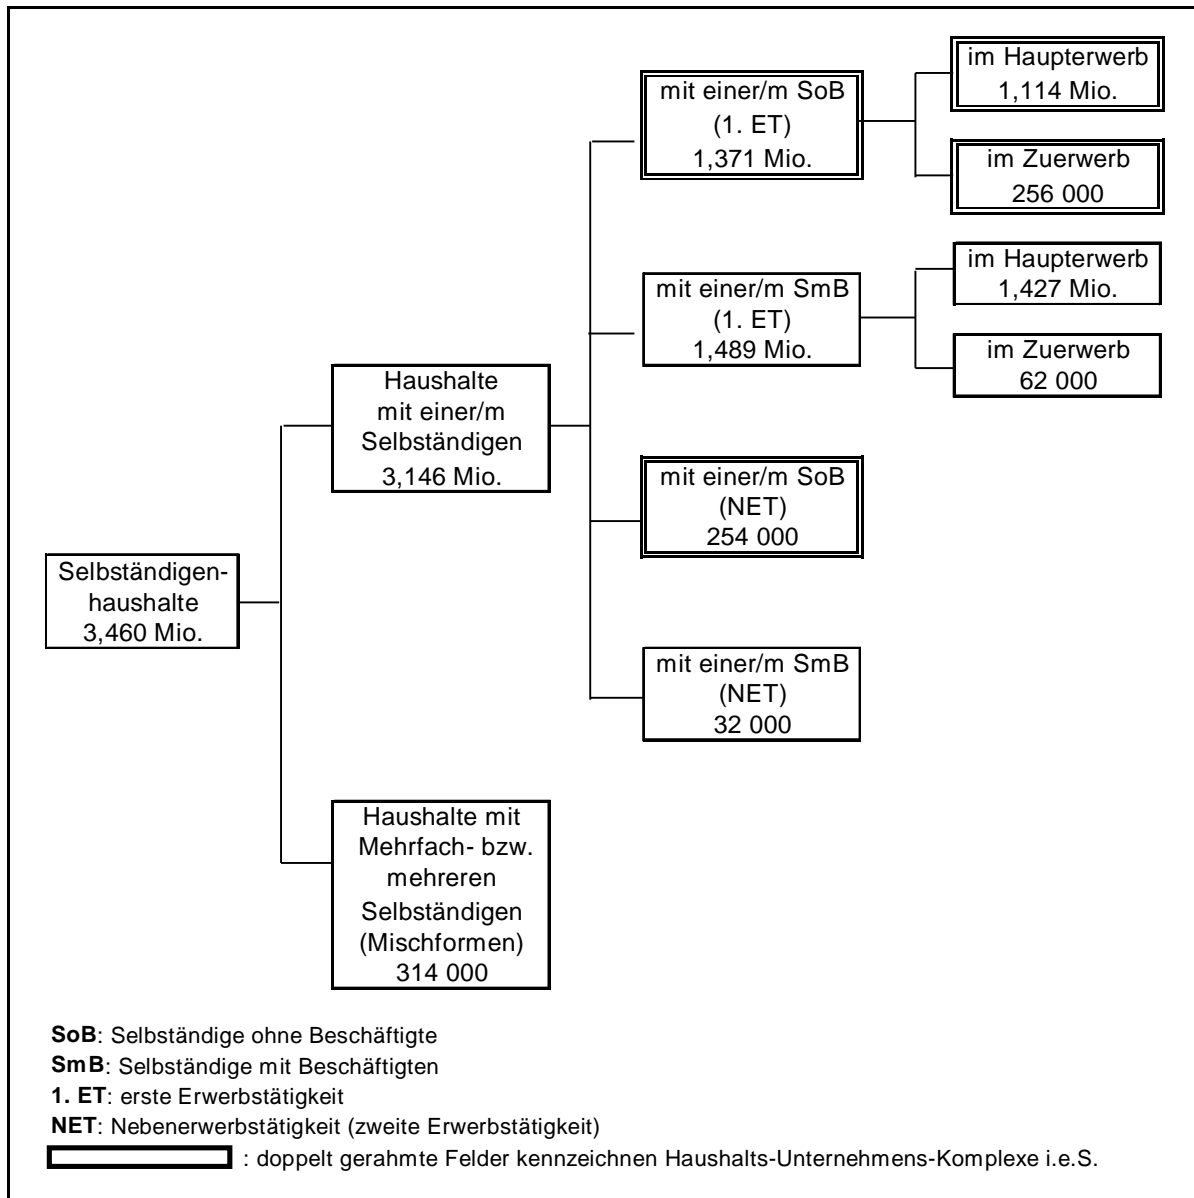 Selbständigen-
haushalte
3,460 Mio.
Haushalte
mit einer/m
Selbständigen
3,146 Mio.
Haushalte mit
Mehrfach- bzw.
mehreren
Selbständigen
(Mischformen)
314 000
mit einer/m SoB
(1. ET)
1,371 Mio.
im Haupterwerb
1,114 Mio.
im Zuerwerb
256 000
mit einer/m SmB
(1. ET)
1,489 Mio.
im Haupterwerb
1,427 Mio.
im Zuerwerb
62 000
mit einer/m SoB
(NET)
254 000
mit einer/m SmB
(NET)
32 000
SoB: Selbständige ohne Beschäftigte
SmB: Selbständige mit Beschäftigten
1. ET: erste Erwerbstätigkeit
NET: Nebenerwerbstätigkeit (zweite Erwerbstätigkeit)
: doppelt gerahmte Felder kennzeichnen Haushalts-Unternehmens-Komplexe i.e.S.